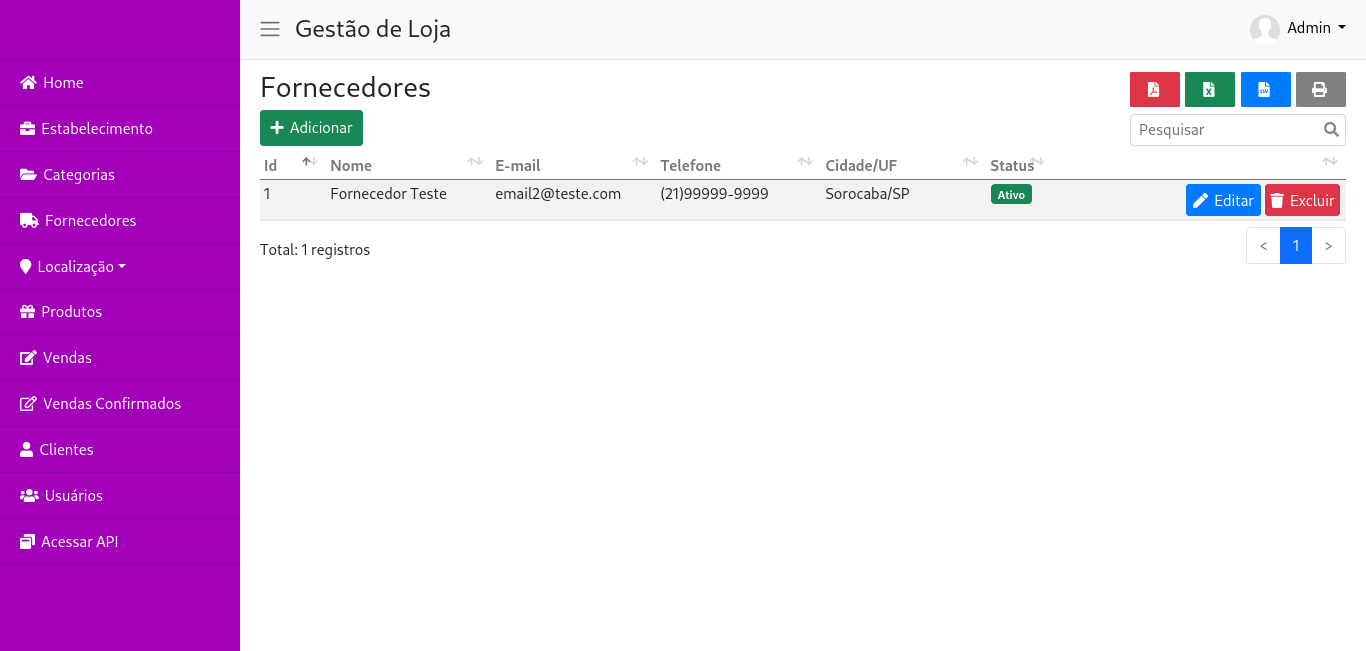 Gestão de Loja
Admin
Home
Estabelecimento
Categorias
Fornecedores
Localização
Produtos
Vendas
Vendas Confirmados
Clientes
Usuários
Acessar API
Fornecedores
Adicionar
Pesquisar
Id Nome E-mail Telefone Cidade/UF Status
1 Fornecedor Teste email2@teste.com (21)99999-9999 Sorocaba/SP Ativo Editar Excluir
Total: 1 registros
< 1 >